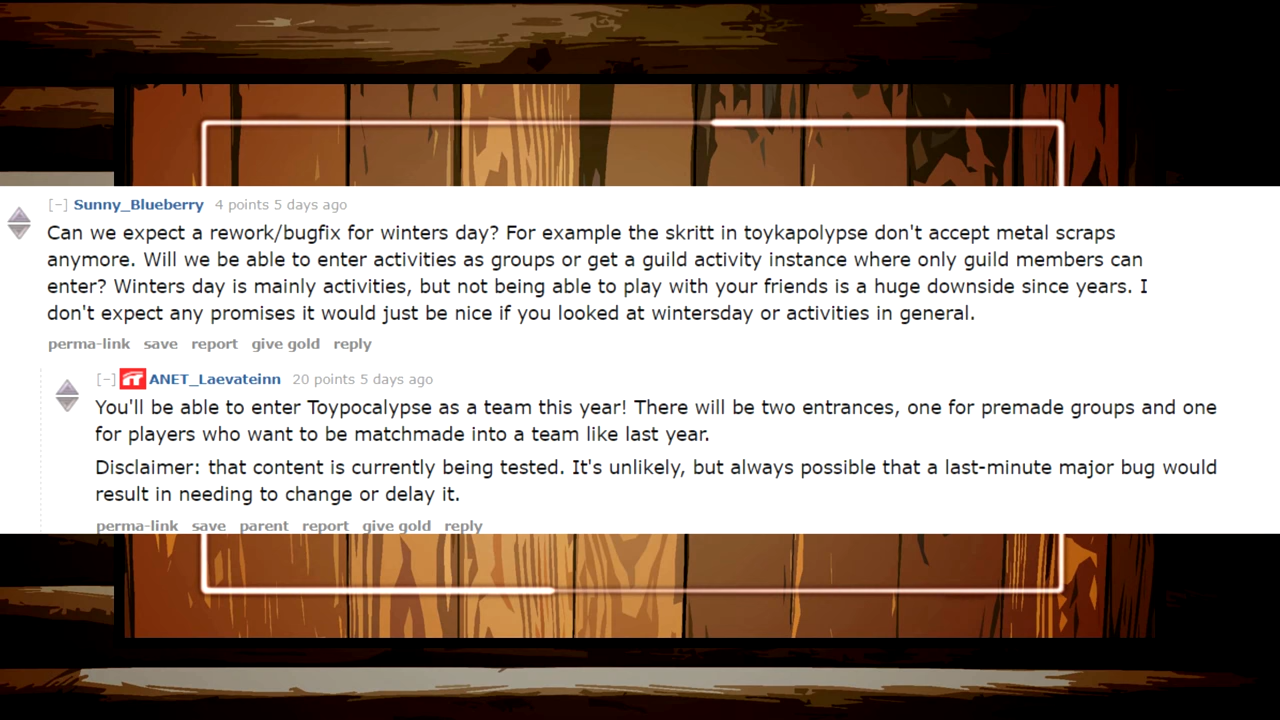 [–] Sunny_Blueberry 4 points 5 days ago
Can we expect a rework/bugfix for winters day? For example the skritt in toykapolypse don't accept metal scraps
anymore. Will we be able to enter activities as groups or get a guild activity instance where only guild members can
enter? Winters day is mainly activities, but not being able to play with your friends is a huge downside since years. I
don't expect any promises it would just be nice if you looked at wintersday or activities in general.
perma-link save report give gold reply
[–] ANET_Laevateinn 20 points 5 days ago
You'll be able to enter Toypocalypse as a team this year! There will be two entrances, one for premade groups and one
for players who want to be matchmade into a team like last year.
Disclaimer: that content is currently being tested. It's unlikely, but always possible that a last-minute major bug would
result in needing to change or delay it.
perma-link save parent report give gold reply